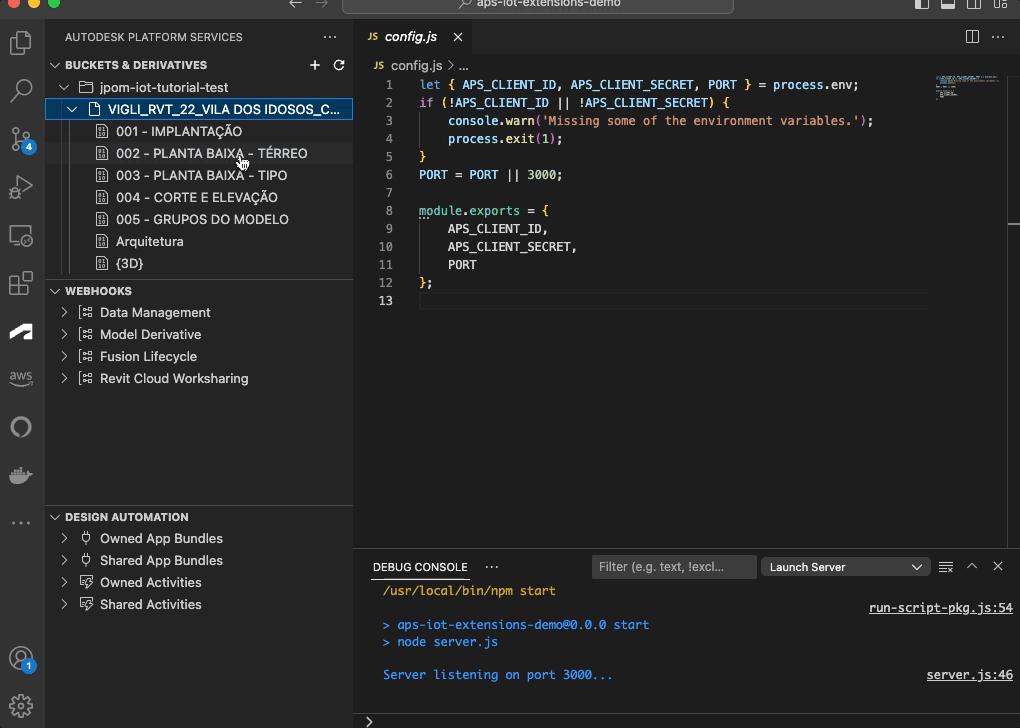 aps-iot-extensions-demo
AUTODESK PLATFORM SERVICES
BUCKETS & DERIVATIVES
jpom-iot-tutorial-test
VIGLI_RVT_22_VILA DOS IDOSOS_C...
001 - IMPLANTAÇÃO
002 - PLANTA BAIXA - TÉRREO
003 - PLANTA BAIXA - TIPO
004 - CORTE E ELEVAÇÃO
005 - GRUPOS DO MODELO
Arquitetura
{3D}
WEBHOOKS
Data Management
Model Derivative
Fusion Lifecycle
Revit Cloud Worksharing
DESIGN AUTOMATION
Owned App Bundles
Shared App Bundles
Owned Activities
Shared Activities
4
aws
1
JS config.js
JS config.js > ...
1 let { APS_CLIENT_ID, APS_CLIENT_SECRET, PORT } = process.env;
2 if (!APS_CLIENT_ID || !APS_CLIENT_SECRET) {
3 console.warn('Missing some of the environment variables.');
4 process.exit(1);
5 }
6 PORT = PORT || 3000;
7
8 module.exports = {
9 APS_CLIENT_ID,
10 APS_CLIENT_SECRET,
11 PORT
12 };
13
DEBUG CONSOLE
Filter (e.g. text, !excl...
Launch Server
/usr/local/bin/npm start
run-script-pkg.js:54
> aps-iot-extensions-demo@0.0.0 start
> node server.js
Server listening on port 3000...
server.js:46